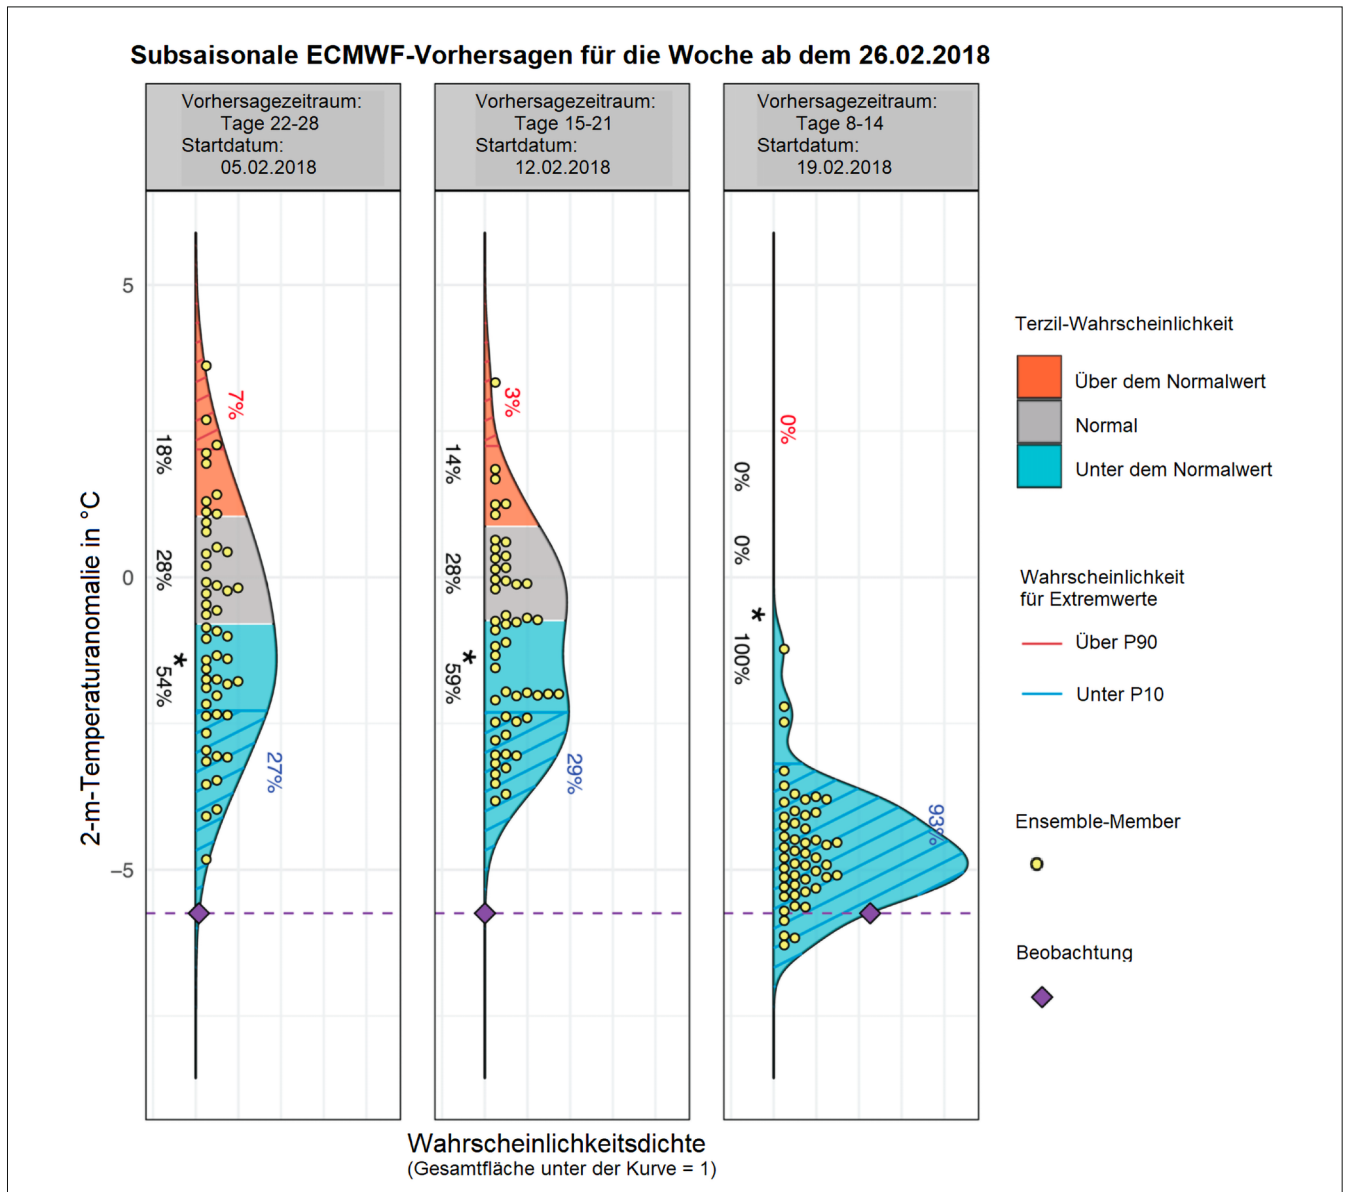 Subsaisonale ECMWF-Vorhersagen für die Woche ab dem 26.02.2018
Vorhersagezeitraum:
Tage 22-28
Startdatum:
05.02.2018
Vorhersagezeitraum:
Tage 15-21
Startdatum:
12.02.2018
Vorhersagezeitraum:
Tage 8-14
Startdatum:
19.02.2018
2-m-Temperaturanomalie in °C
5
0
−5
7%
18%
28%
*
54%
27%
3%
14%
28%
*
59%
29%
0%
0%
0%
*
100%
93%
Wahrscheinlichkeitsdichte
(Gesamtfläche unter der Kurve = 1)
Terzil-Wahrscheinlichkeit
Über dem Normalwert
Normal
Unter dem Normalwert
Wahrscheinlichkeit
für Extremwerte
Über P90
Unter P10
Ensemble-Member
Beobachtung